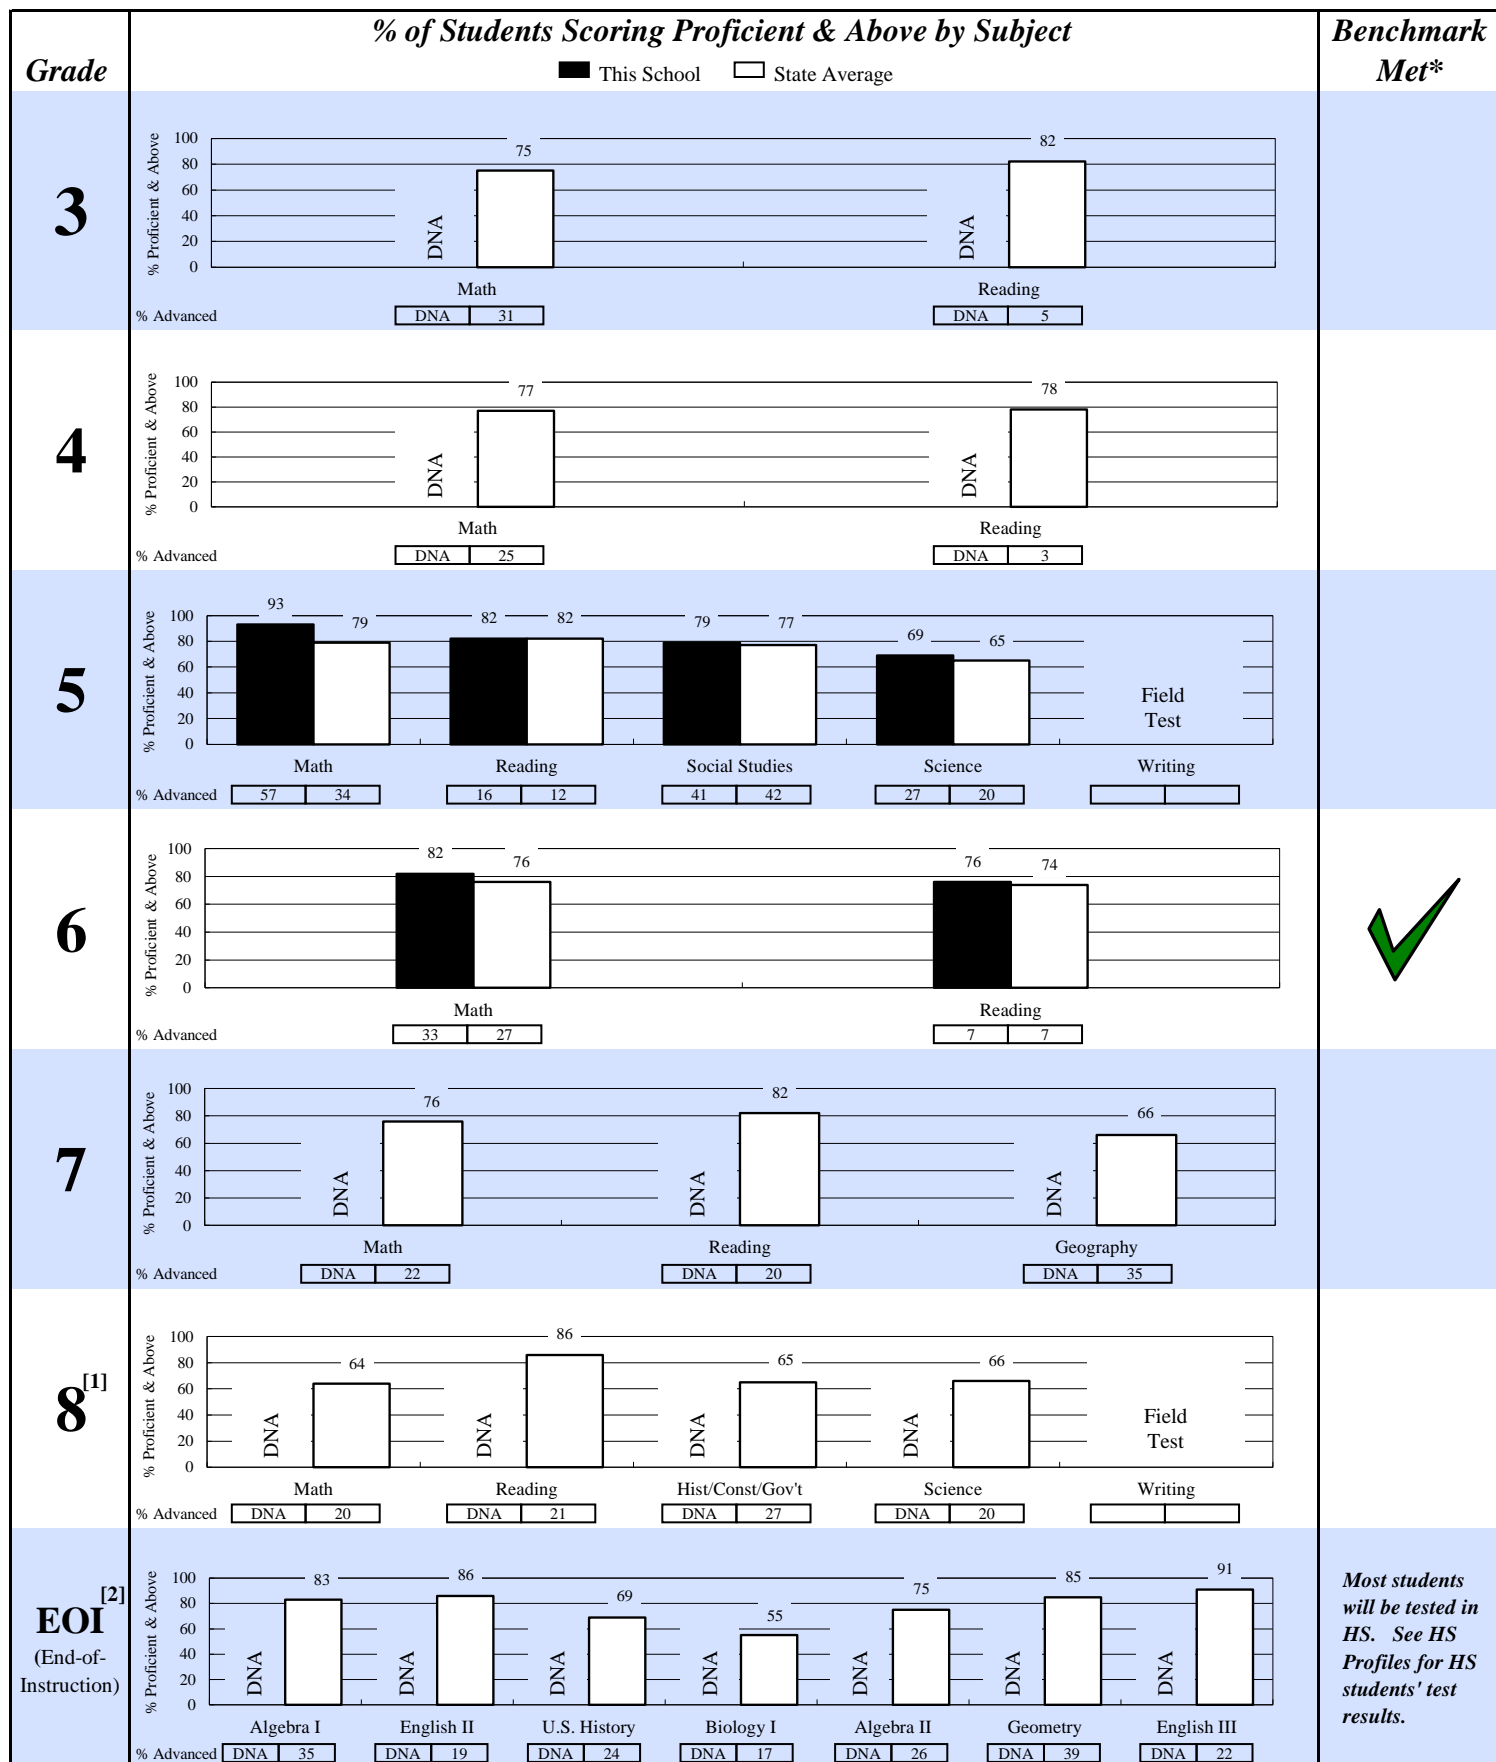 % of Students Scoring Proficient & Above by Subject
Benchmark
Met*
Grade
This School State Average
3
% Proficient & Above
100
80
60
40
20
0
DNA 75
DNA 82
Math Reading
% Advanced DNA 31 DNA 5
4
% Proficient & Above
100
80
60
40
20
0
DNA 77
DNA 78
Math Reading
% Advanced DNA 25 DNA 3
5
% Proficient & Above
100
80
60
40
20
0
93 79 82 82 79 77 69 65
Field
Test
Math Reading Social Studies Science Writing
% Advanced 57 34 16 12 41 42 27 20
6
% Proficient & Above
100
80
60
40
20
0
82 76 76 74
Math Reading
% Advanced 33 27 7 7
7
% Proficient & Above
100
80
60
40
20
0
DNA 76
DNA 82
DNA 66
Math Reading Geography
% Advanced DNA 22 DNA 20 DNA 35
8[1]
% Proficient & Above
100
80
60
40
20
0
DNA 64
DNA 86
DNA 65
DNA 66
Field
Test
Math Reading Hist/Const/Gov't Science Writing
% Advanced DNA 20 DNA 21 DNA 27 DNA 20
EOI[2]
(End-of-
Instruction)
% Proficient & Above
100
80
60
40
20
0
DNA 83
DNA 86
DNA 69
DNA 55
DNA 75
DNA 85
DNA 91
Algebra I English II U.S. History Biology I Algebra II Geometry English III
% Advanced DNA 35 DNA 19 DNA 24 DNA 17 DNA 26 DNA 39 DNA 22
Most students
will be tested in
HS. See HS
Profiles for HS
students' test
results.